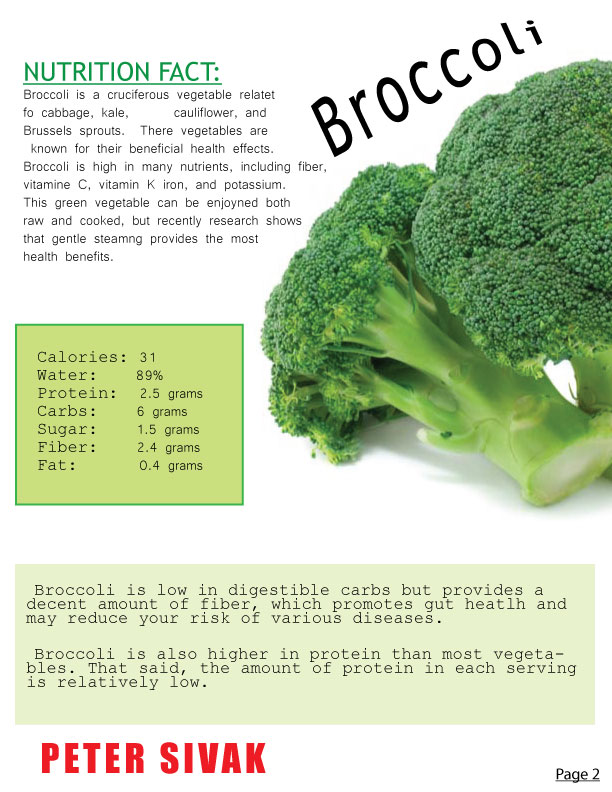 Broccoli
NUTRITION FACT:
Broccoli is a cruciferous vegetable relatet
fo cabbage, kale, cauliflower, and
Brussels sprouts. There vegetables are
known for their beneficial health effects.
Broccoli is high in many nutrients, including fiber,
vitamine C, vitamin K iron, and potassium.
This green vegetable can be enjoyned both
raw and cooked, but recently research shows
that gentle steamng provides the most
health benefits.
Calories: 31
Water: 89%
Protein: 2.5 grams
Carbs: 6 grams
Sugar: 1.5 grams
Fiber: 2.4 grams
Fat: 0.4 grams
Broccoli is low in digestible carbs but provides a
decent amount of fiber, which promotes gut heatlh and
may reduce your risk of various diseases.
Broccoli is also higher in protein than most vegeta-
bles. That said, the amount of protein in each serving
is relatively low.
PETER SIVAK
Page 2